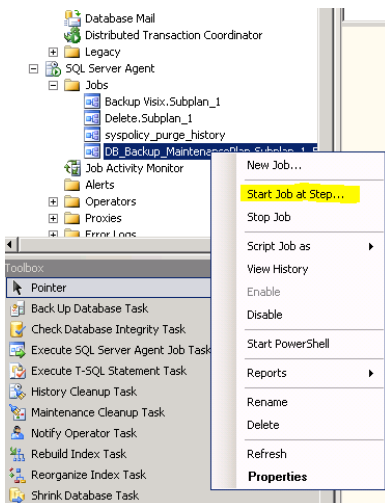 Database Mail
Distributed Transaction Coordinator
Legacy
SQL Server Agent
Jobs
Backup Visix.Subplan_1
Delete.Subplan_1
syspolicy_purge_history
DB_Backup_MaintenancePlan.Subplan_1
Job Activity Monitor
Alerts
Operators
Proxies
Error Logs
New Job...
Start Job at Step...
Stop Job
Script Job as
View History
Enable
Disable
Start PowerShell
Reports
Rename
Delete
Refresh
Properties
Toolbox
Pointer
Back Up Database Task
Check Database Integrity Task
Execute SQL Server Agent Job Task
Execute T-SQL Statement Task
History Cleanup Task
Maintenance Cleanup Task
Notify Operator Task
Rebuild Index Task
Reorganize Index Task
Shrink Database Task